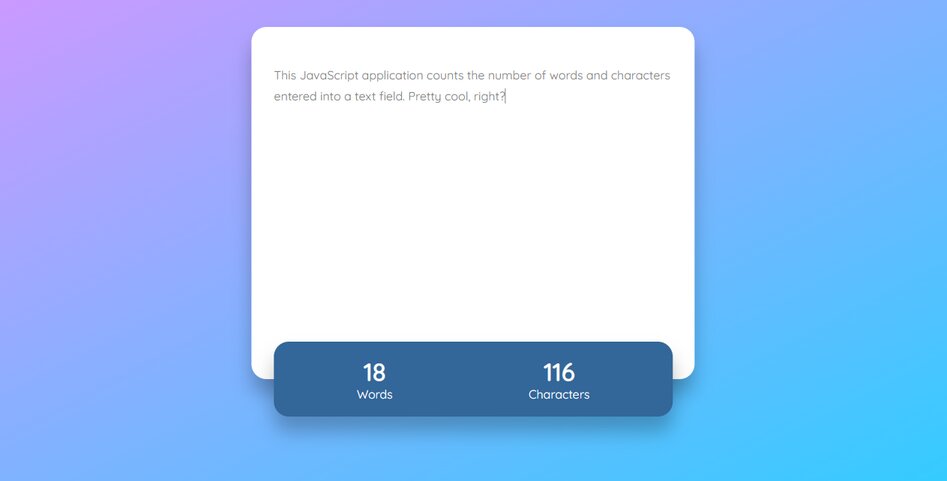 This JavaScript application counts the number of words and characters
entered into a text field. Pretty cool, right?
18
Words
116
Characters